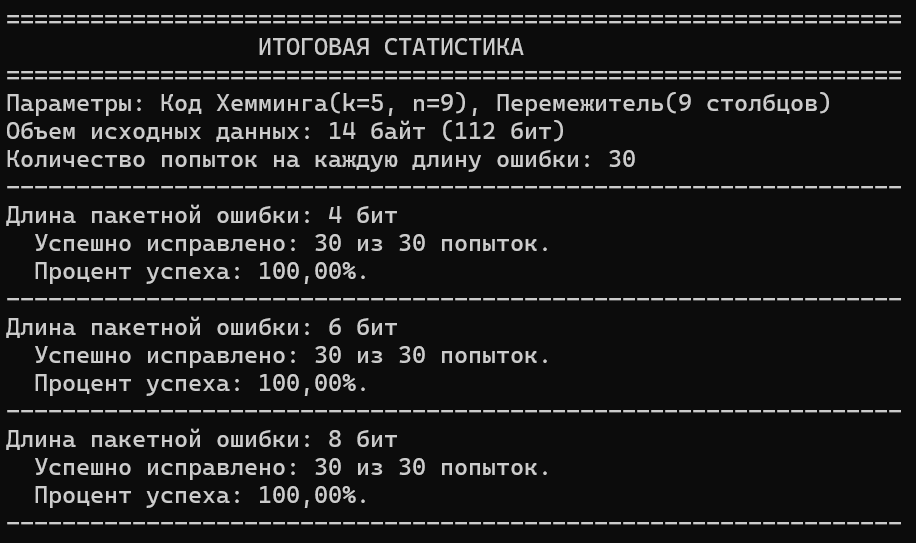 ================================================================
ИТОГОВАЯ СТАТИСТИКА
================================================================
Параметры: Код Хемминга(k=5, n=9), Перемежитель(9 столбцов)
Объем исходных данных: 14 байт (112 бит)
Количество попыток на каждую длину ошибки: 30
----------------------------------------------------------------
Длина пакетной ошибки: 4 бит
Успешно исправлено: 30 из 30 попыток.
Процент успеха: 100,00%.
----------------------------------------------------------------
Длина пакетной ошибки: 6 бит
Успешно исправлено: 30 из 30 попыток.
Процент успеха: 100,00%.
----------------------------------------------------------------
Длина пакетной ошибки: 8 бит
Успешно исправлено: 30 из 30 попыток.
Процент успеха: 100,00%.
----------------------------------------------------------------